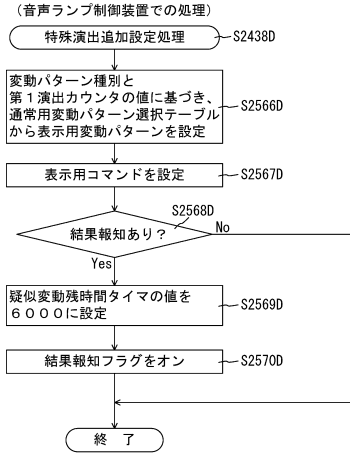 （音声ランプ制御装置での処理）
特殊演出追加設定処理
S2438D
変動パターン種別と
第１演出カウンタの値に基づき、
通常用変動パターン選択テーブル
から表示用変動パターンを設定
S2566D
表示用コマンドを設定
S2567D
S2568D
結果報知あり？
No
Yes
疑似変動残時間タイマの値を
６０００に設定
S2569D
結果報知フラグをオン
S2570D
終　了